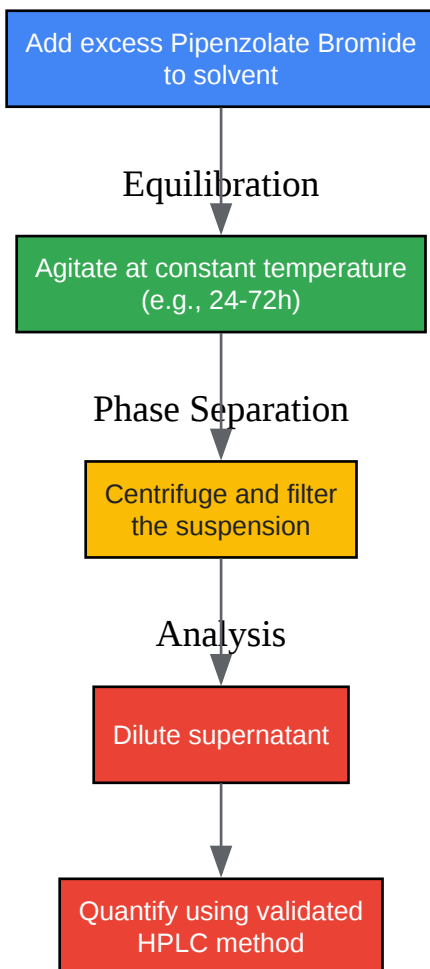 Add excess Pipenzolate Bromide
to solvent
Equilibration
Agitate at constant temperature
(e.g., 24-72h)
Phase Separation
Centrifuge and filter
the suspension
Analysis
Dilute supernatant
Quantify using validated
HPLC method